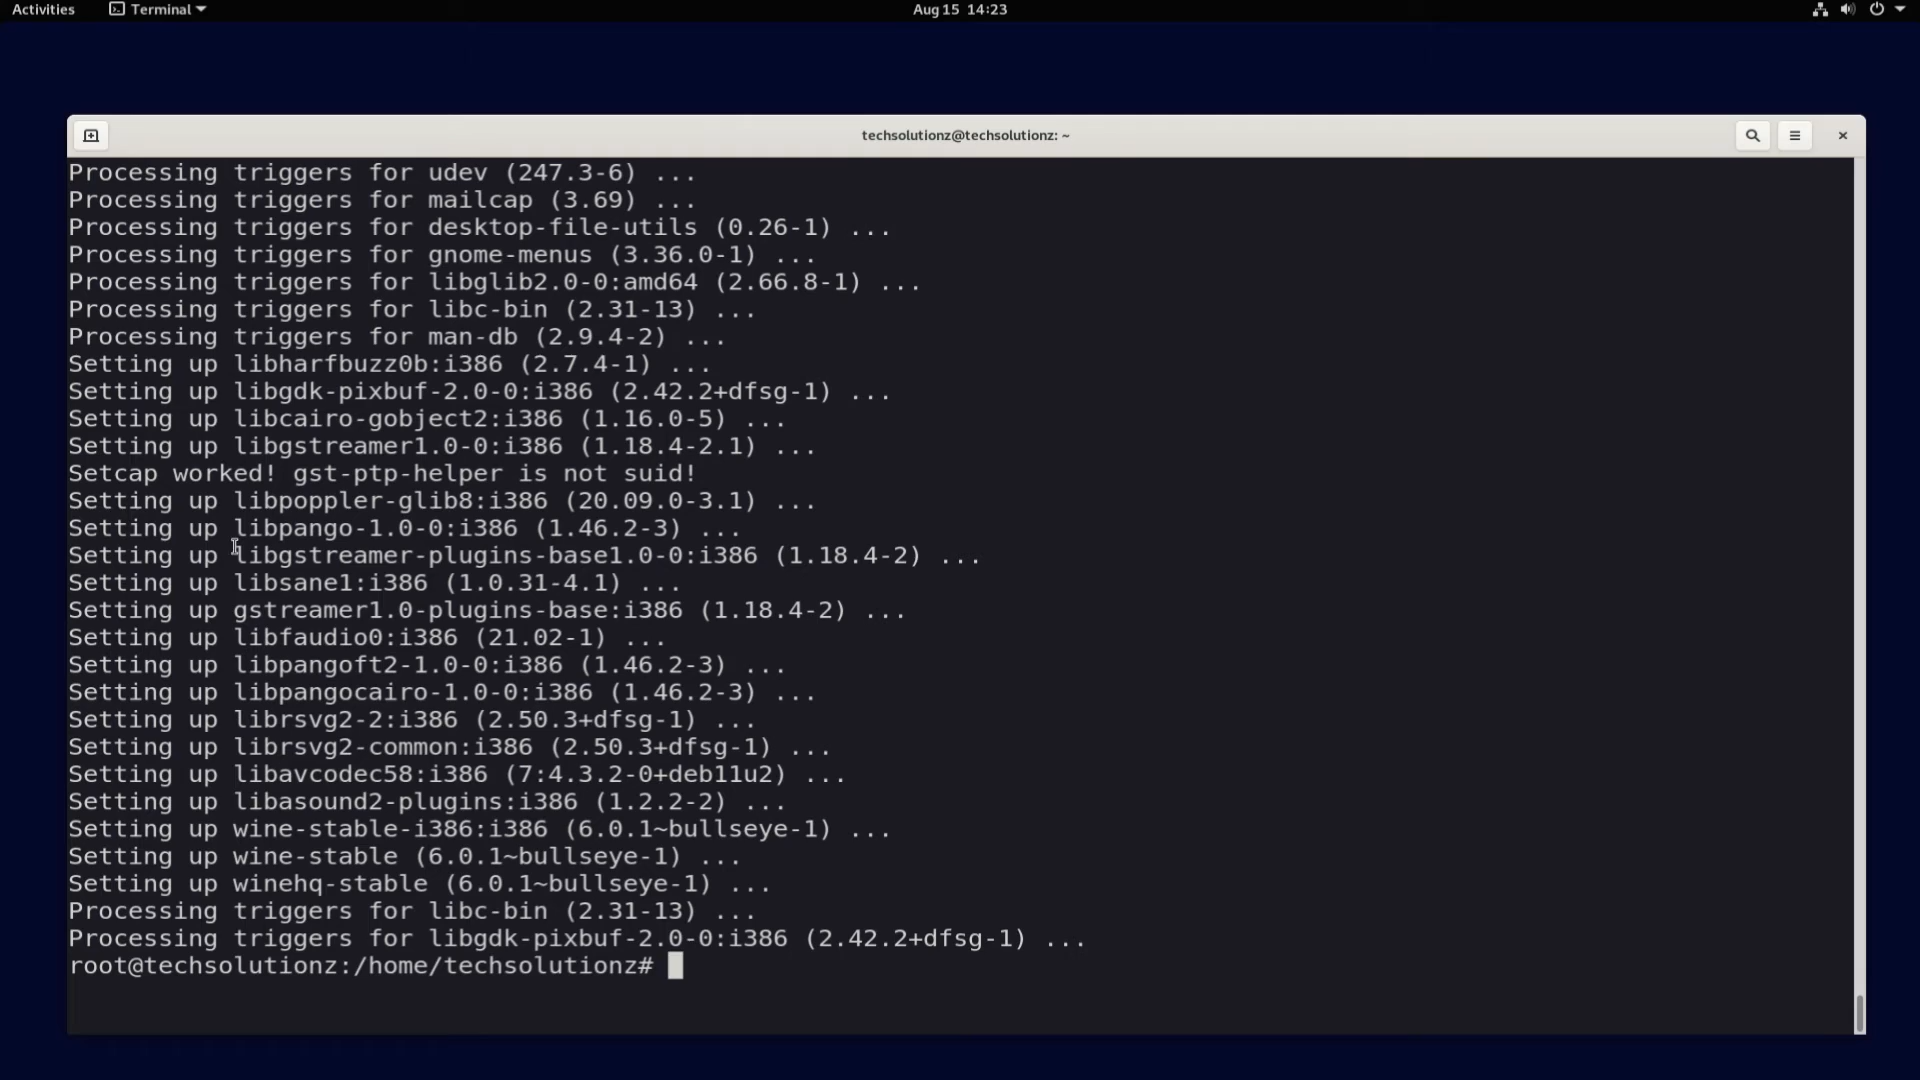 Activities Terminal Aug 15 14:23
techsolutionz@techsolutionz: ~
Processing triggers for udev (247.3-6) ...
Processing triggers for mailcap (3.69) ...
Processing triggers for desktop-file-utils (0.26-1) ...
Processing triggers for gnome-menus (3.36.0-1) ...
Processing triggers for libglib2.0-0:amd64 (2.66.8-1) ...
Processing triggers for libc-bin (2.31-13) ...
Processing triggers for man-db (2.9.4-2) ...
Setting up libharfbuzz0b:i386 (2.7.4-1) ...
Setting up libgdk-pixbuf-2.0-0:i386 (2.42.2+dfsg-1) ...
Setting up libcairo-gobject2:i386 (1.16.0-5) ...
Setting up libgstreamer1.0-0:i386 (1.18.4-2.1) ...
Setcap worked! gst-ptp-helper is not suid!
Setting up libpoppler-glib8:i386 (20.09.0-3.1) ...
Setting up libpango-1.0-0:i386 (1.46.2-3) ...
Setting up libgstreamer-plugins-base1.0-0:i386 (1.18.4-2) ...
Setting up libsane1:i386 (1.0.31-4.1) ...
Setting up gstreamer1.0-plugins-base:i386 (1.18.4-2) ...
Setting up libfaudio0:i386 (21.02-1) ...
Setting up libpangoft2-1.0-0:i386 (1.46.2-3) ...
Setting up libpangocairo-1.0-0:i386 (1.46.2-3) ...
Setting up librsvg2-2:i386 (2.50.3+dfsg-1) ...
Setting up librsvg2-common:i386 (2.50.3+dfsg-1) ...
Setting up libavcodec58:i386 (7:4.3.2-0+deb11u2) ...
Setting up libasound2-plugins:i386 (1.2.2-2) ...
Setting up wine-stable-i386:i386 (6.0.1~bullseye-1) ...
Setting up wine-stable (6.0.1~bullseye-1) ...
Setting up winehq-stable (6.0.1~bullseye-1) ...
Processing triggers for libc-bin (2.31-13) ...
Processing triggers for libgdk-pixbuf-2.0-0:i386 (2.42.2+dfsg-1) ...
root@techsolutionz:/home/techsolutionz#